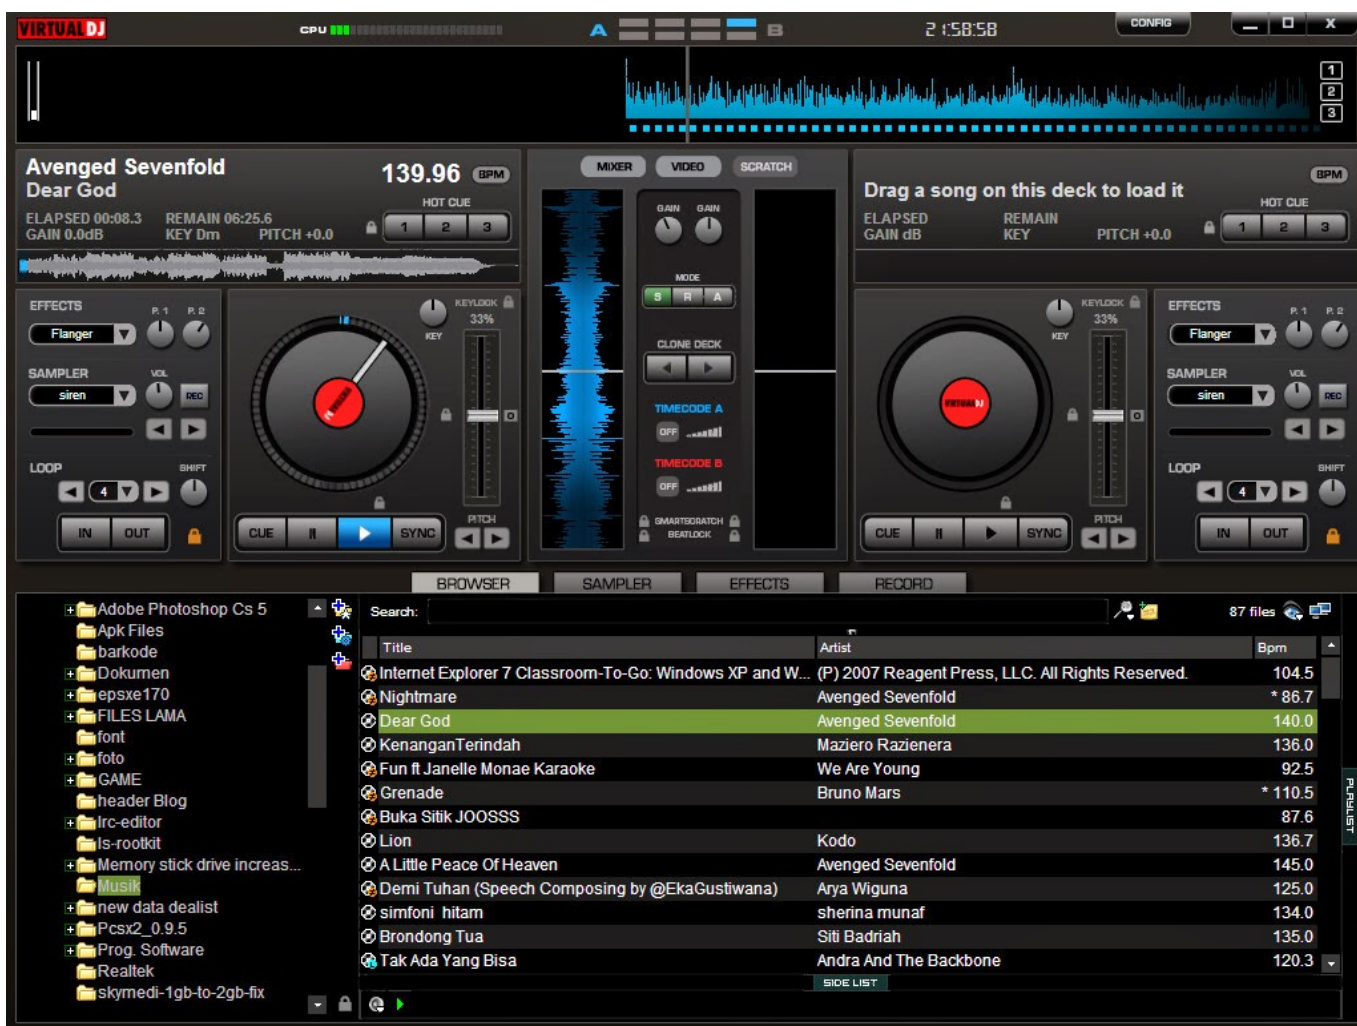 VIRTUALDJ
CPU
A B
21:58:58
CONFIG
X
1
2
3
Avenged Sevenfold
Dear God
139.96 BPM
ELAPSED 00:08.3 REMAIN 06:25.6
GAIN 0.0dB KEY Dm PITCH +0.0
HOT CUE
1 2 3
MIXER VIDEO SCRATCH
Drag a song on this deck to load it
BPM
ELAPSED REMAIN
GAIN dB KEY PITCH +0.0
HOT CUE
1 2 3
EFFECTS P. 1 P. 2
Flanger
SAMPLER VOL
siren REC
LOOP SHIFT
4
IN OUT
KEYLOCK
33%
KEY
CUE II SYNC
PITCH
GAIN GAIN
MODE
S R A
CLONE DECK
TIMECODE A
OFF
TIMECODE B
OFF
SMARTSCRATCH
BEATLOCK
VIRTUALDJ
KEYLOCK
33%
KEY
CUE II SYNC
PITCH
EFFECTS P. 1 P. 2
Flanger
SAMPLER VOL
siren REC
LOOP SHIFT
4
IN OUT
BROWSER SAMPLER EFFECTS RECORD
Adobe Photoshop Cs 5
Apk Files
barkode
Dokumen
epsxe170
FILES LAMA
font
foto
GAME
header Blog
lrc-editor
ls-rootkit
Memory stick drive increas...
Musik
new data dealist
Pcsx2_0.9.5
Prog. Software
Realtek
skymedi-1gb-to-2gb-fix
Search: 87 files
Title Artist Bpm
Internet Explorer 7 Classroom-To-Go: Windows XP and W... (P) 2007 Reagent Press, LLC. All Rights Reserved. 104.5
Nightmare Avenged Sevenfold * 86.7
Dear God Avenged Sevenfold 140.0
KenanganTerindah Maziero Razienera 136.0
Fun ft Janelle Monae Karaoke We Are Young 92.5
Grenade Bruno Mars * 110.5
Buka Sitik JOOSSS 87.6
Lion Kodo 136.7
A Little Peace Of Heaven Avenged Sevenfold 145.0
Demi Tuhan (Speech Composing by @EkaGustiwana) Arya Wiguna 125.0
simfoni hitam sherina munaf 134.0
Brondong Tua Siti Badriah 135.0
Tak Ada Yang Bisa Andra And The Backbone 120.3
PLAYLIST
SIDE LIST